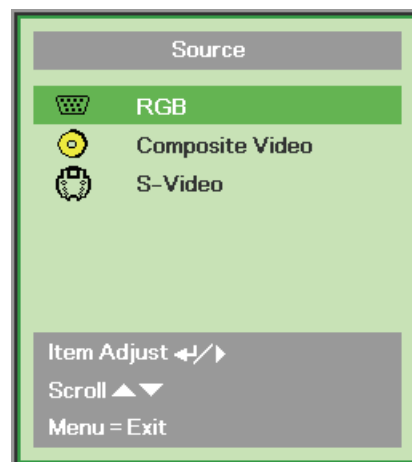 Source
RGB
Composite Video
S-Video
Item Adjust ↵/▶
Scroll ▲▼
Menu = Exit